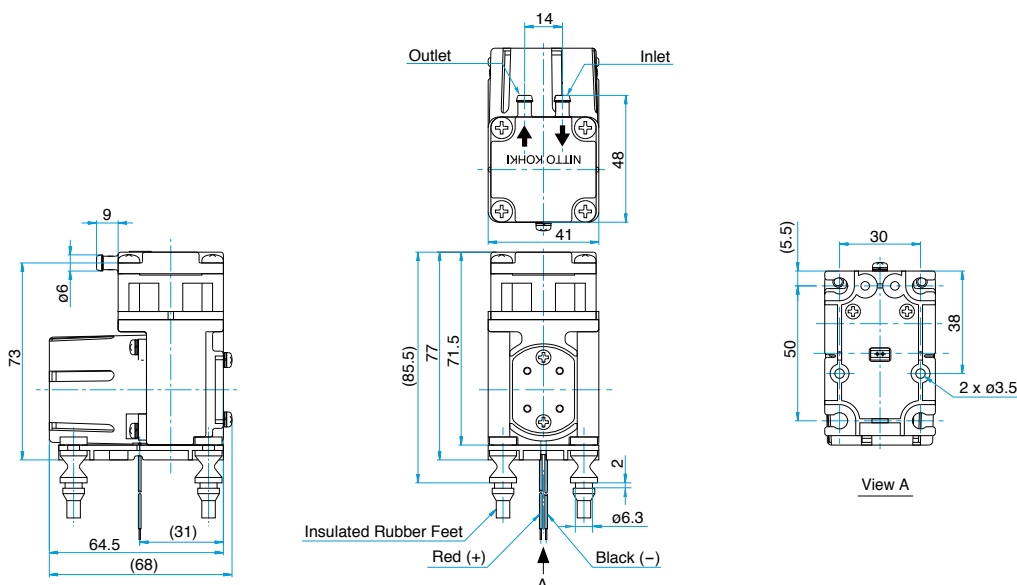 14
Outlet
Inlet
NITTO KOHKI
48
41
9
ø6
73
(31)
64.5
(68)
(85.5)
77
71.5
2
ø6.3
Insulated Rubber Feet
Red (+)
Black (−)
A
(5.5)
30
50
38
2 x ø3.5
View A